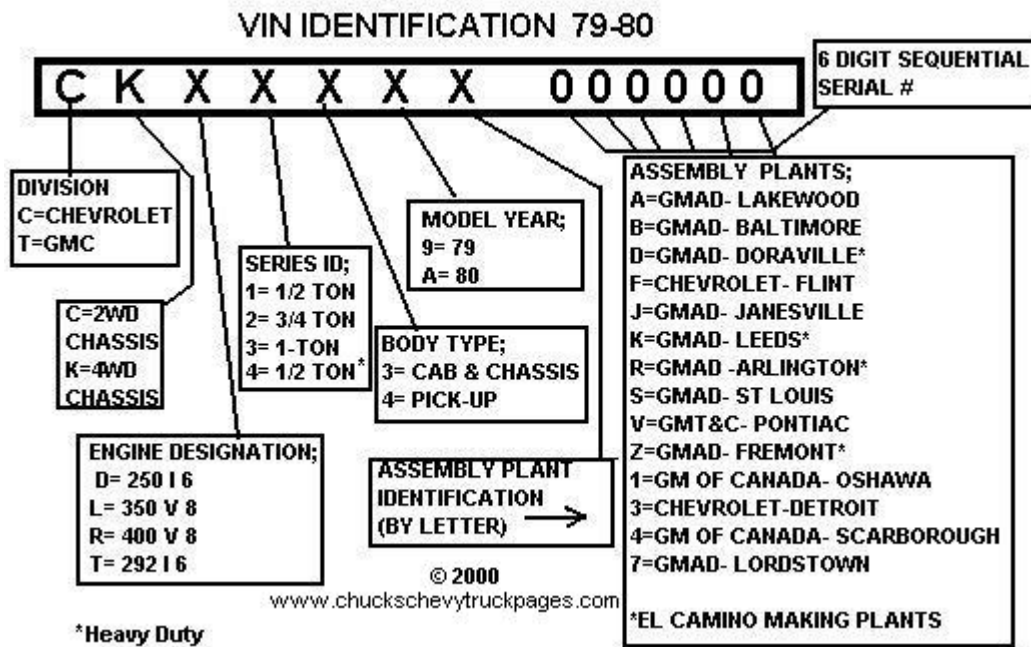 VIN IDENTIFICATION 79-80
C K X X X X X 000000
6 DIGIT SEQUENTIAL
SERIAL #
DIVISION
C=CHEVROLET
T=GMC
C=2WD
CHASSIS
K=4WD
CHASSIS
ENGINE DESIGNATION;
D= 250 I 6
L= 350 V 8
R= 400 V 8
T= 292 I 6
SERIES ID;
1= 1/2 TON
2= 3/4 TON
3= 1-TON
4= 1/2 TON*
BODY TYPE;
3= CAB & CHASSIS
4= PICK-UP
MODEL YEAR;
9= 79
A= 80
ASSEMBLY PLANT
IDENTIFICATION
(BY LETTER)
ASSEMBLY PLANTS;
A=GMAD- LAKEWOOD
B=GMAD- BALTIMORE
D=GMAD- DORAVILLE*
F=CHEVROLET- FLINT
J=GMAD- JANESVILLE
K=GMAD- LEEDS*
R=GMAD -ARLINGTON*
S=GMAD- ST LOUIS
V=GMT&C- PONTIAC
Z=GMAD- FREMONT*
1=GM OF CANADA- OSHAWA
3=CHEVROLET-DETROIT
4=GM OF CANADA- SCARBOROUGH
7=GMAD- LORDSTOWN
*EL CAMINO MAKING PLANTS
© 2000
www.chuckschevytruckpages.com
*Heavy Duty